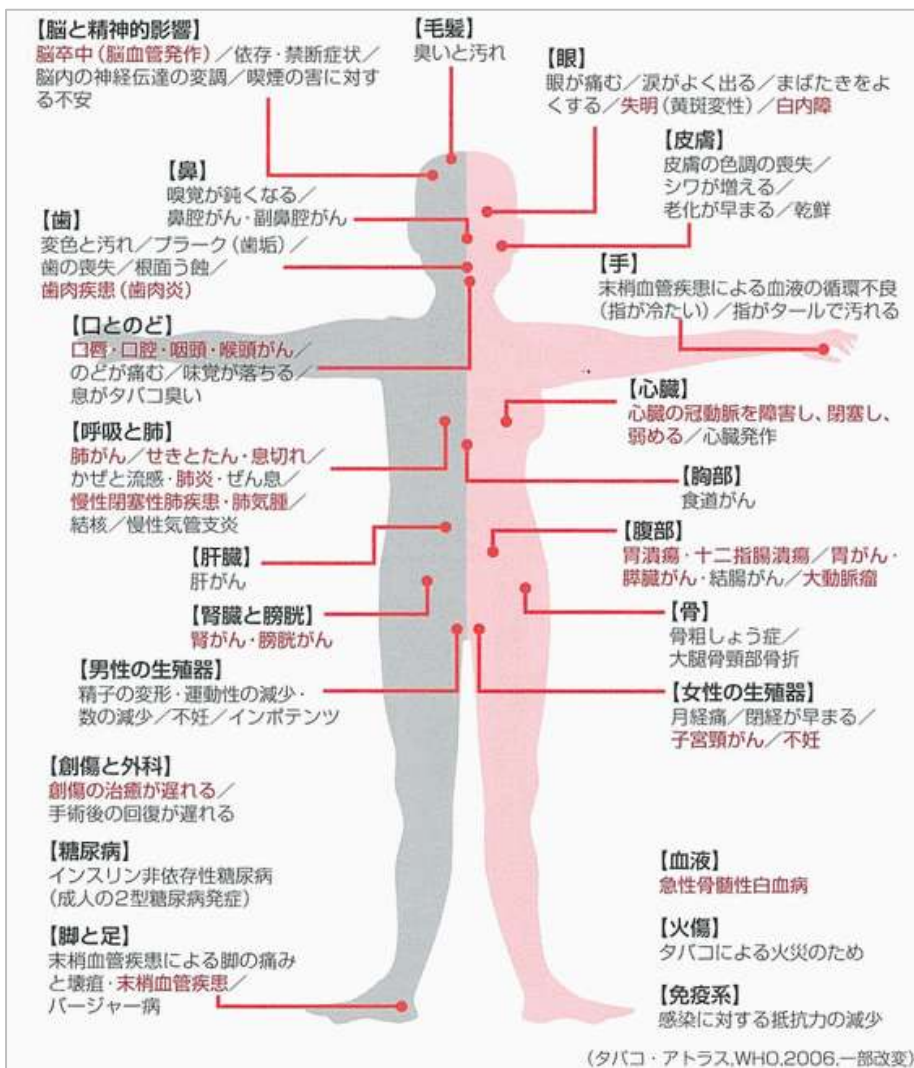 【脳と精神的影響】
脳卒中(脳血管発作)／依存・禁断症状／
脳内の神経伝達の変調／喫煙の害に対す
る不安
【毛髪】
臭いと汚れ
【眼】
眼が痛む／涙がよく出る／まばたきをよ
くする／失明(黄斑変性)／白内障
【皮膚】
皮膚の色調の喪失／
シワが増える／
老化が早まる／乾鮮
【鼻】
嗅覚が鈍くなる／
鼻腔がん・副鼻腔がん
【歯】
変色と汚れ／プラーク(歯垢)／
歯の喪失／根面う蝕／
歯肉疾患(歯肉炎)
【手】
末梢血管疾患による血液の循環不良
(指が冷たい)／指がタールで汚れる
【口とのど】
口唇・口腔・咽頭・喉頭がん／
のどが痛む／味覚が落ちる／
息がタバコ臭い
【心臓】
心臓の冠動脈を障害し、閉塞し、
弱める／心臓発作
【呼吸と肺】
肺がん／せきとたん・息切れ／
かぜと流感・肺炎・ぜん息／
慢性閉塞性肺疾患・肺気腫／
結核／慢性気管支炎
【胸部】
食道がん
【肝臓】
肝がん
【腹部】
胃潰瘍・十二指腸潰瘍／胃がん・
膵臓がん・結腸がん／大動脈瘤
【腎臓と膀胱】
腎がん・膀胱がん
【骨】
骨粗しょう症／
大腿骨頸部骨折
【男性の生殖器】
精子の変形・運動性の減少・
数の減少／不妊／インポテンツ
【女性の生殖器】
月経痛／閉経が早まる／
子宮頸がん／不妊
【創傷と外科】
創傷の治癒が遅れる／
手術後の回復が遅れる
【糖尿病】
インスリン非依存性糖尿病
(成人の2型糖尿病発症)
【血液】
急性骨髄性白血病
【脚と足】
末梢血管疾患による脚の痛み
と壊疽・末梢血管疾患／
バージャー病
【火傷】
タバコによる火災のため
【免疫系】
感染に対する抵抗力の減少
(タバコ・アトラス,WHO,2006,一部改変)